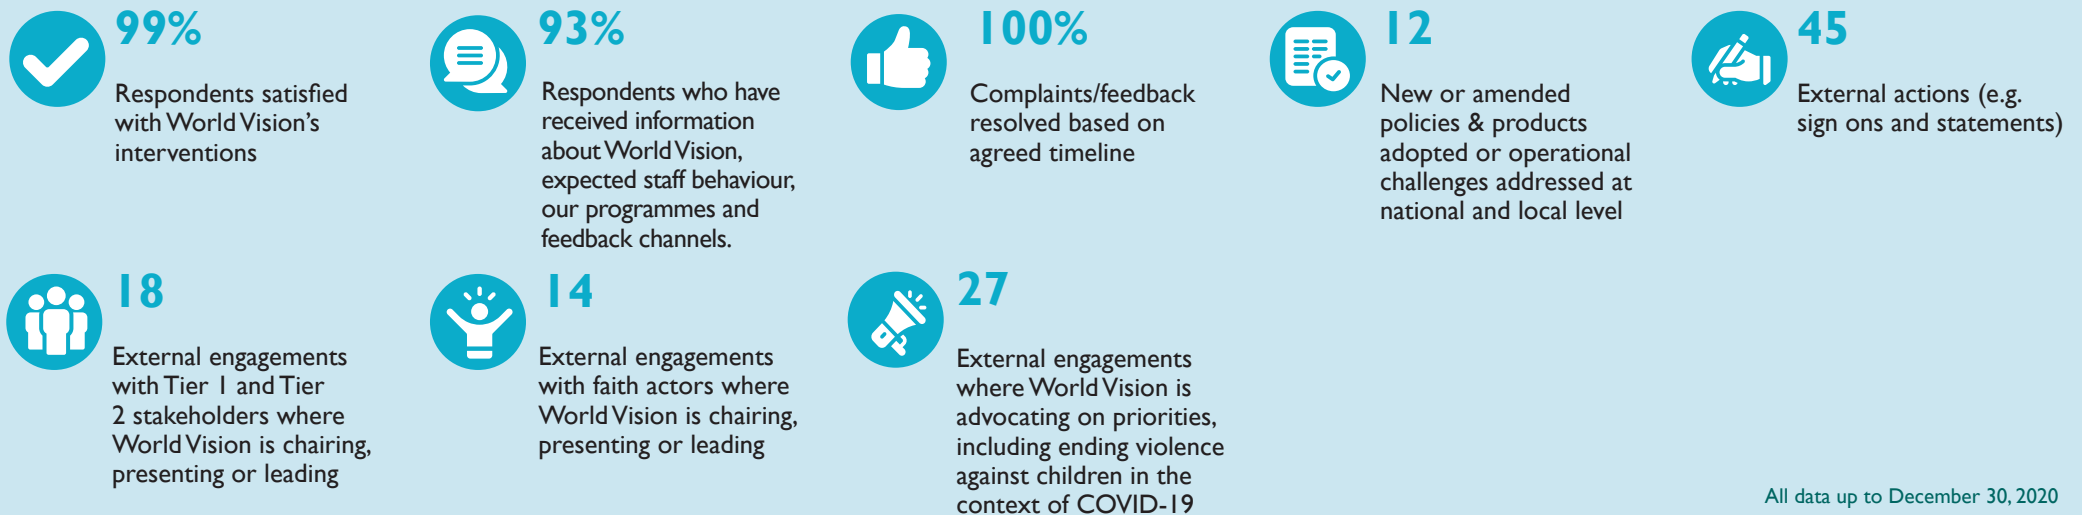 99%
Respondents satisfied
with World Vision's
interventions
93%
Respondents who have
received information
about World Vision,
expected staff behaviour,
our programmes and
feedback channels.
100%
Complaints/feedback
resolved based on
agreed timeline
12
New or amended
policies & products
adopted or operational
challenges addressed at
national and local level
45
External actions (e.g.
sign ons and statements)
18
External engagements
with Tier 1 and Tier
2 stakeholders where
World Vision is chairing,
presenting or leading
14
External engagements
with faith actors where
World Vision is chairing,
presenting or leading
27
External engagements
where World Vision is
advocating on priorities,
including ending violence
against children in the
context of COVID-19
All data up to December 30, 2020